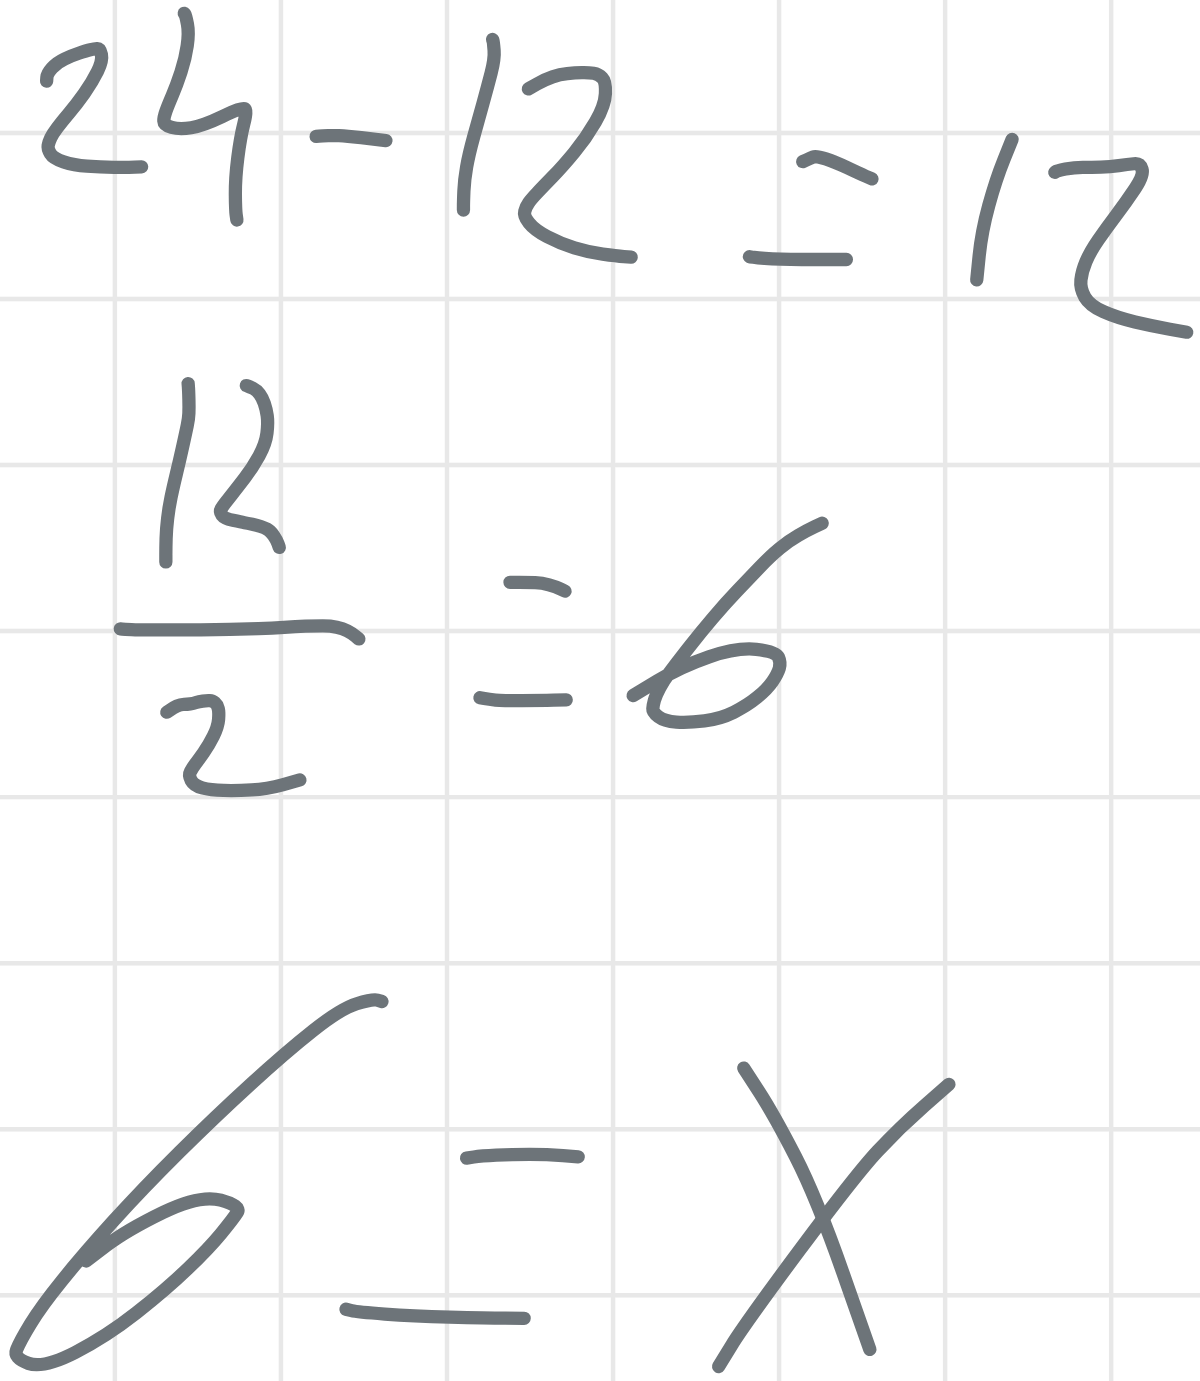 24 - 12 = 12
12/2 = 6
6 = X